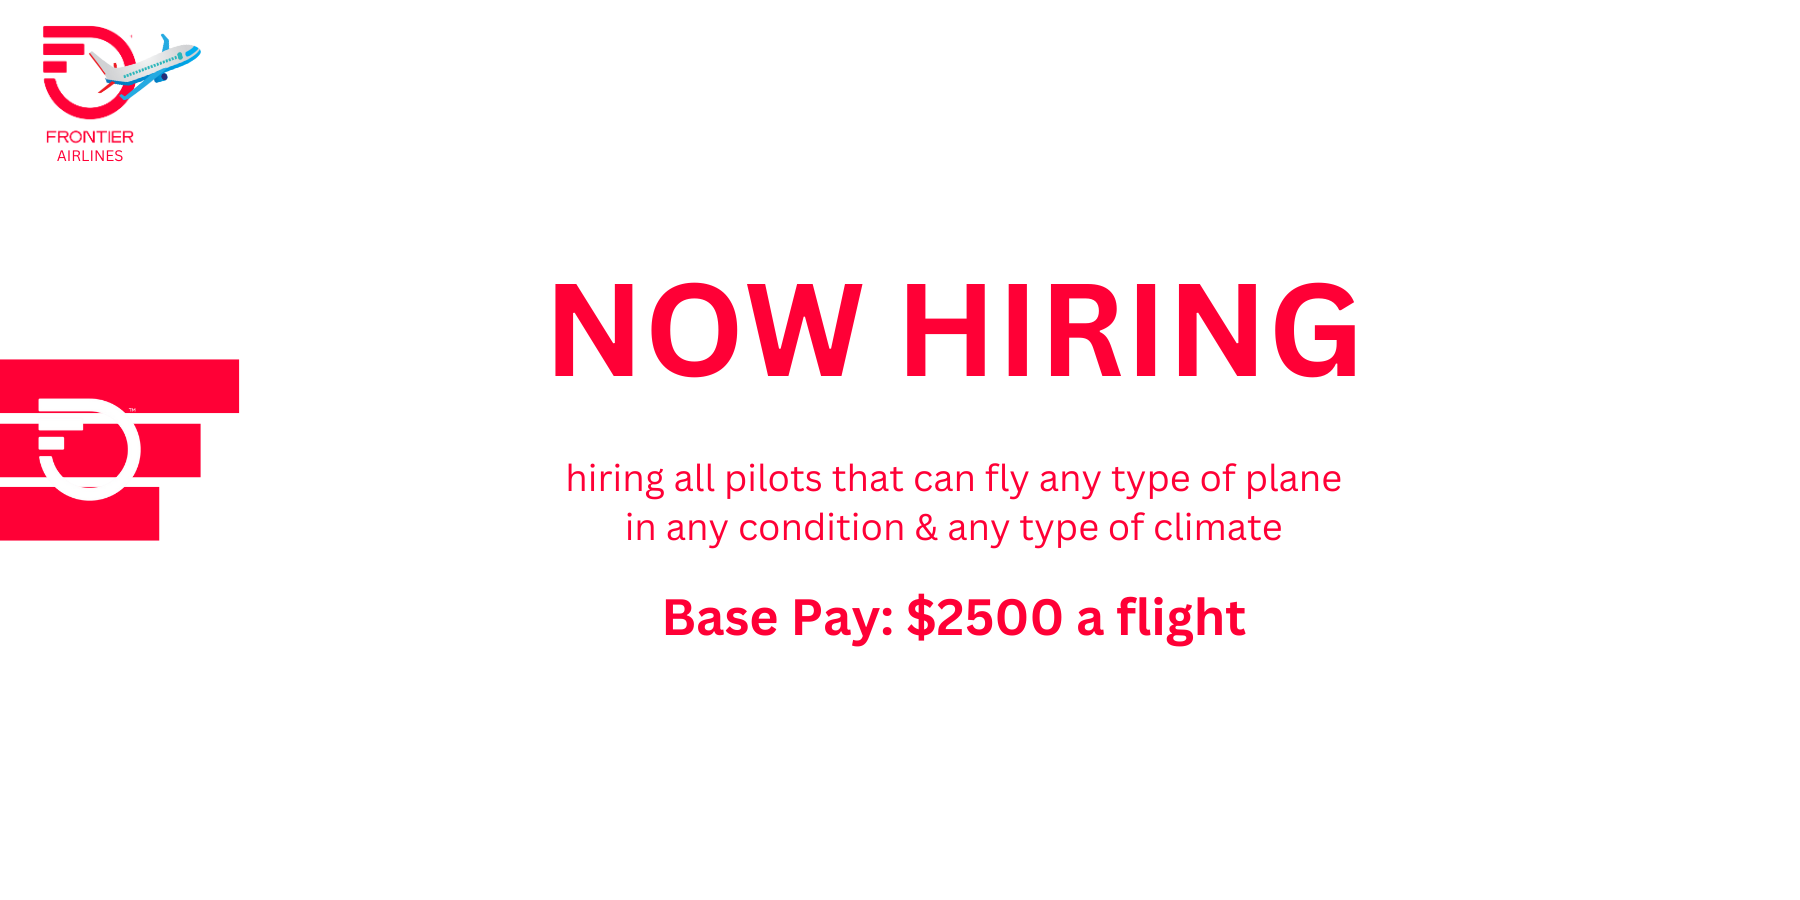 FRONTIER
AIRLINES
NOW HIRING
hiring all pilots that can fly any type of plane
in any condition & any type of climate
Base Pay: $2500 a flight
™